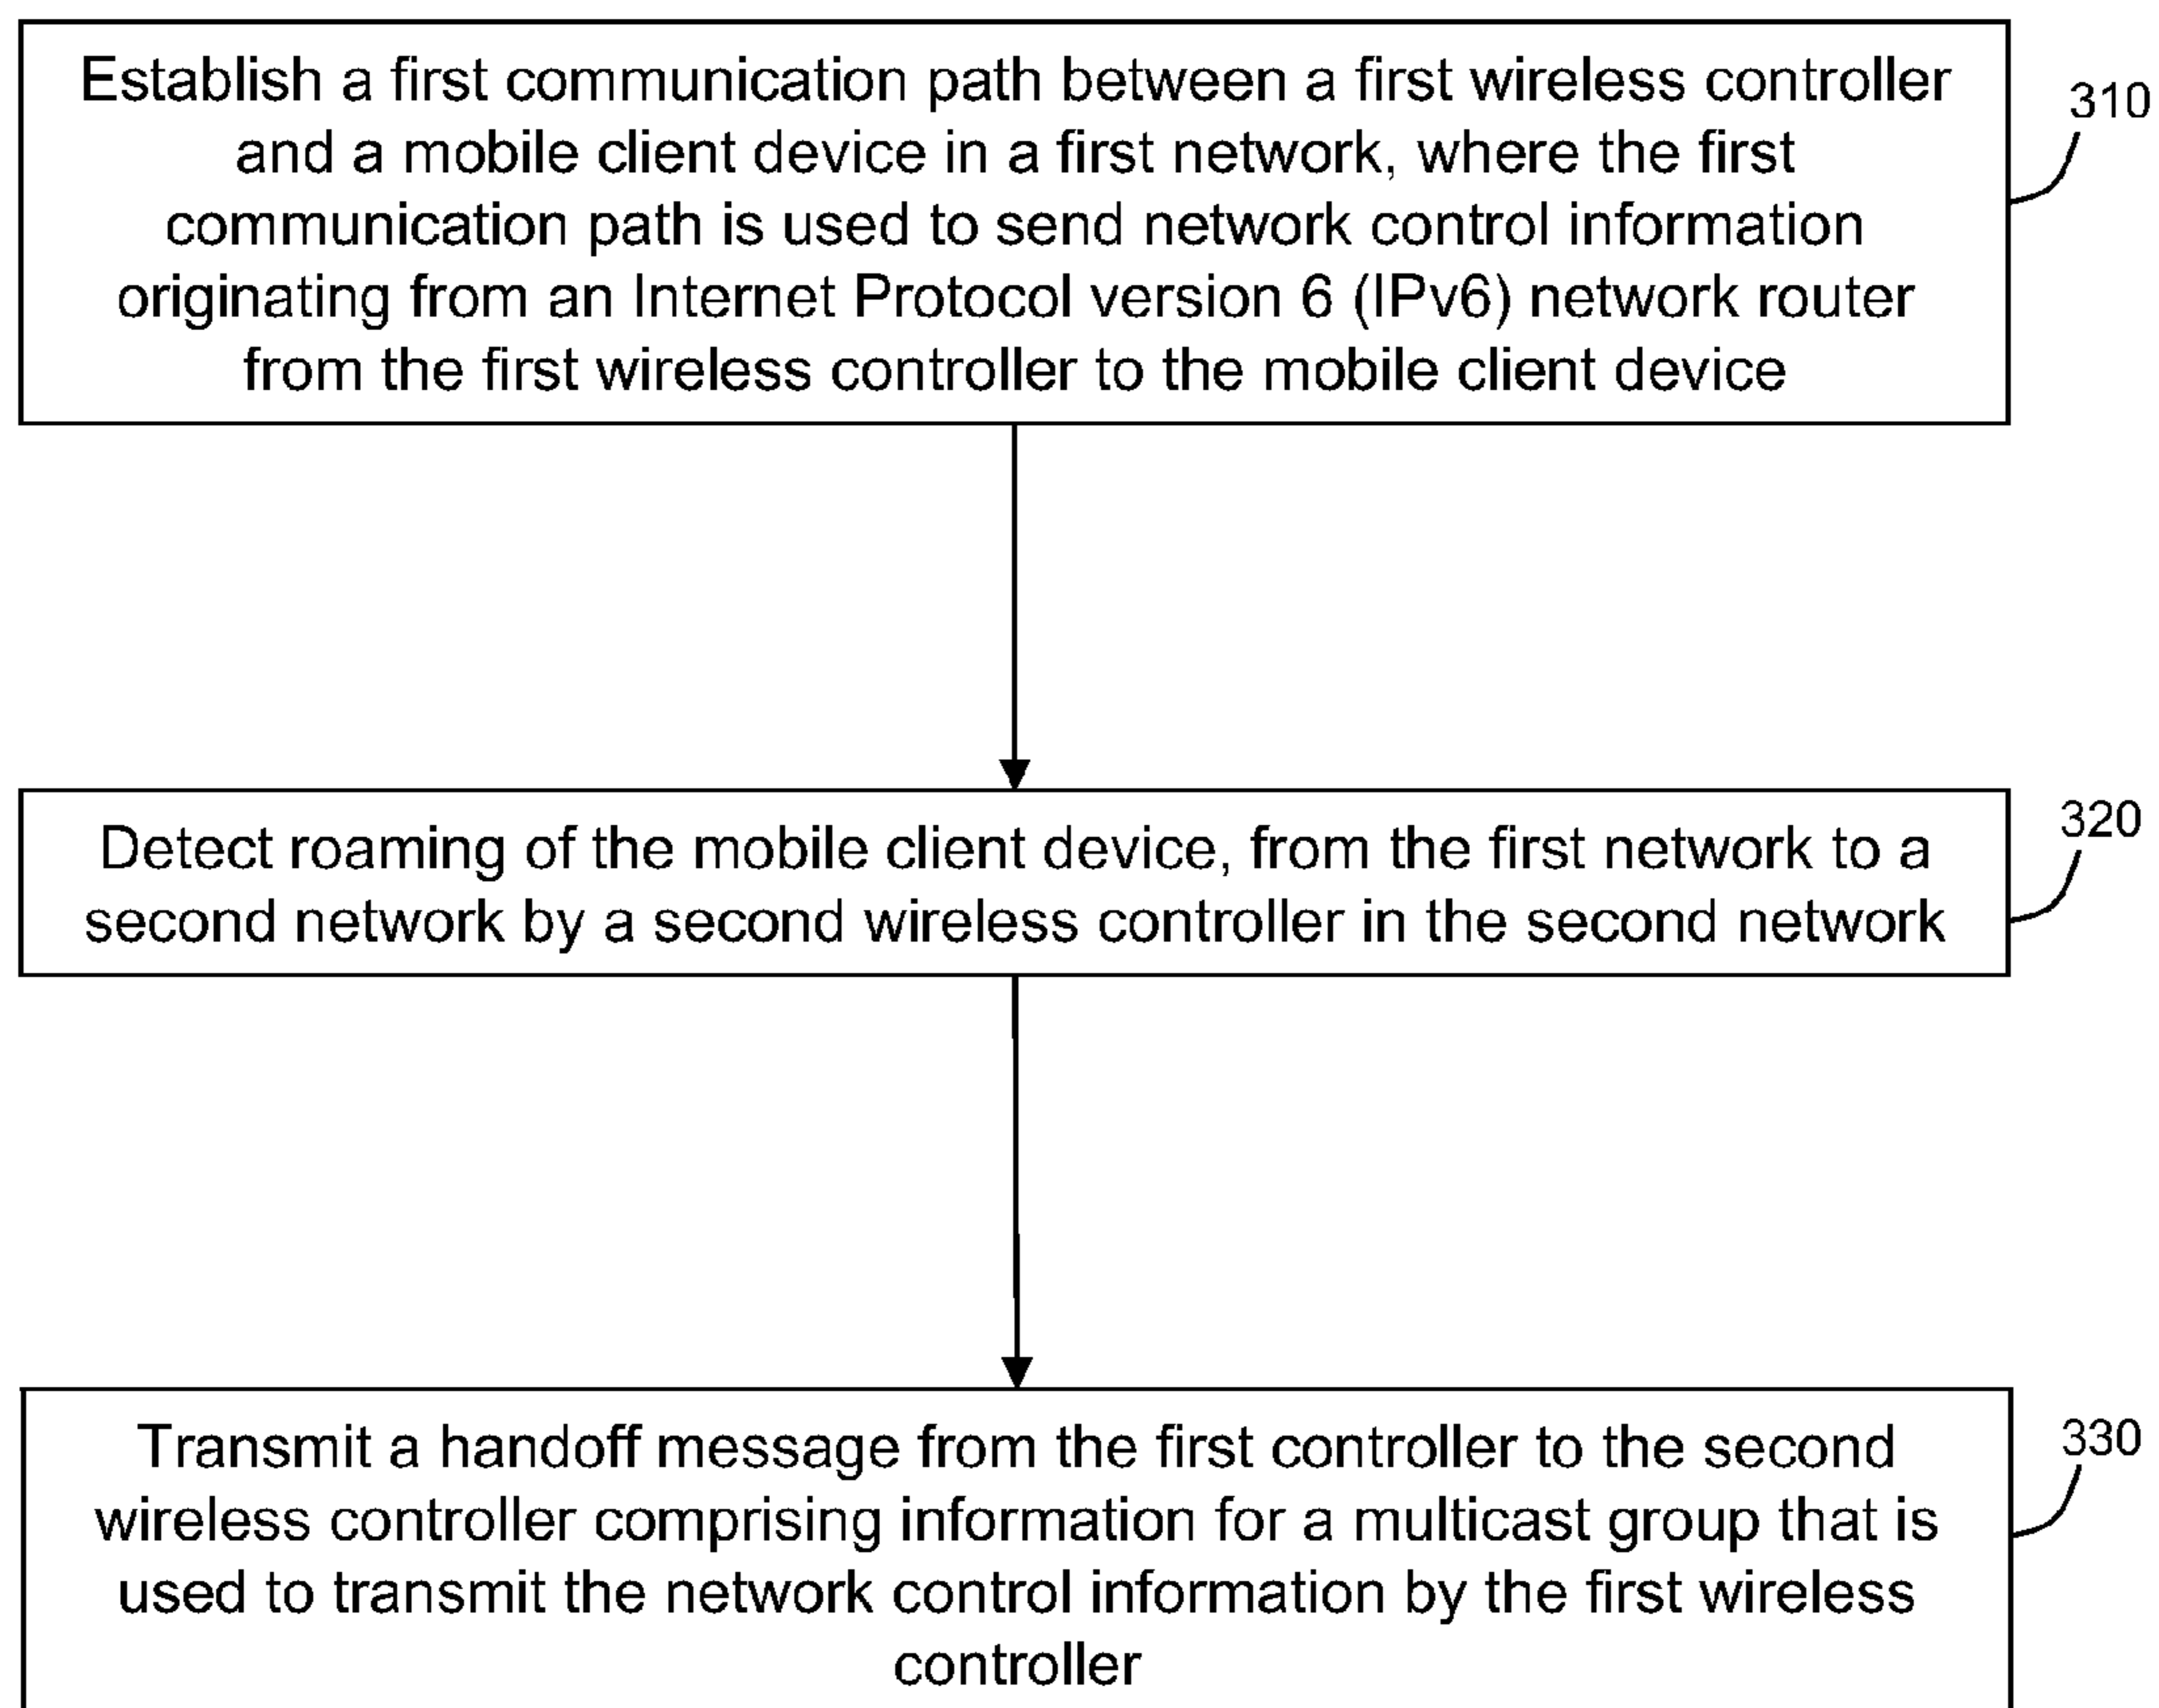 Establish a first communication path between a first wireless controller
and a mobile client device in a first network, where the first
communication path is used to send network control information
originating from an Internet Protocol version 6 (IPv6) network router
from the first wireless controller to the mobile client device
310
Detect roaming of the mobile client device, from the first network to a
second network by a second wireless controller in the second network
320
Transmit a handoff message from the first controller to the second
wireless controller comprising information for a multicast group that is
used to transmit the network control information by the first wireless
controller
330